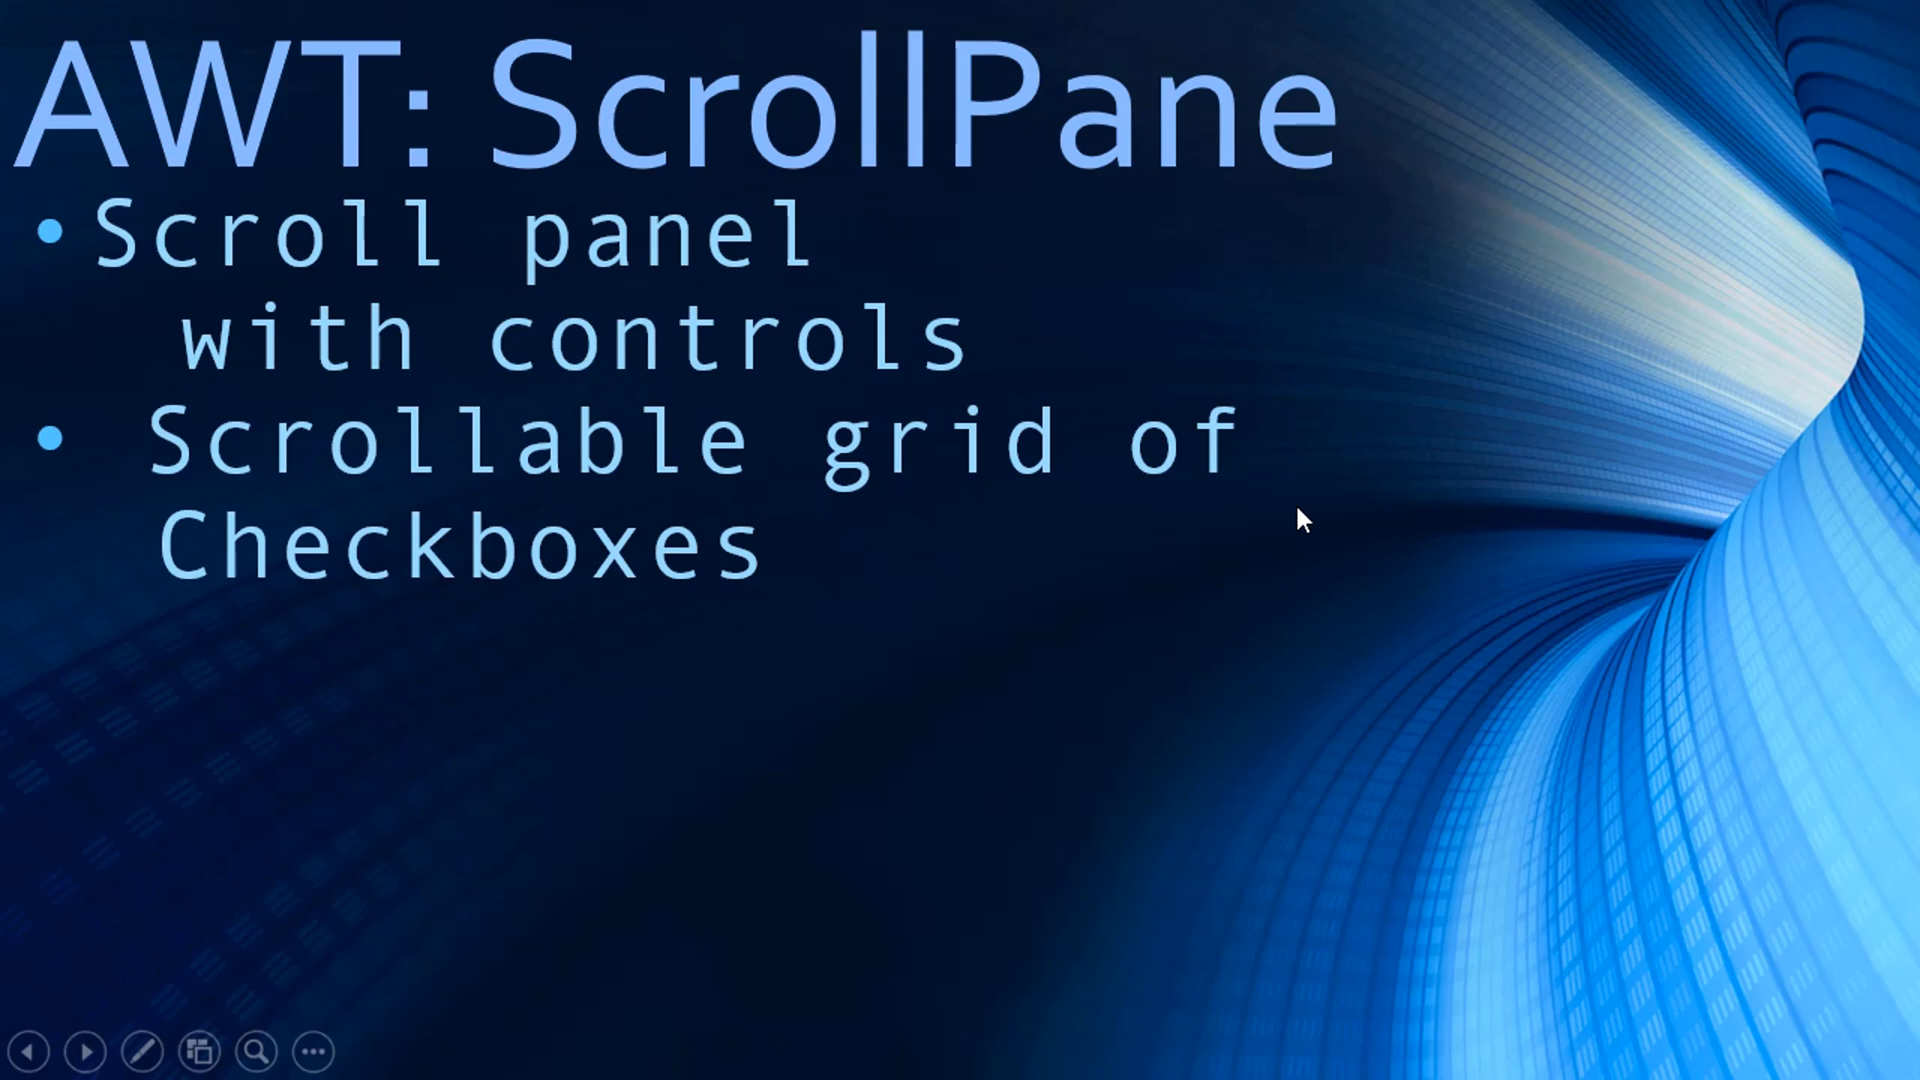 AWT: ScrollPane
• Scroll panel
with controls
• Scrollable grid of
Checkboxes